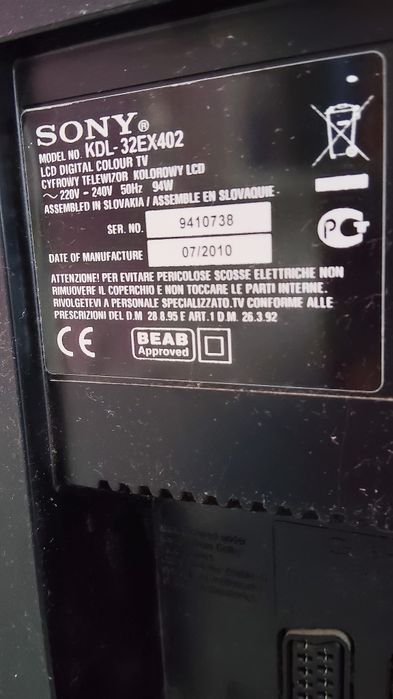 SONY®
MODEL NO. KDL-32EX402
LCD DIGITAL COLOUR TV
CYFROWY TELEWIZOR KOLOROWY LCD
～ 220V - 240V 50Hz 94W
ASSEMBLED IN SLOVAKIA / ASSEMBLE EN SLOVAQUIE
SER. NO. 9410738
DATE OF MANUFACTURE 07/2010
ATTENZIONE! PER EVITARE PERICOLOSE SCOSSE ELETTRICHE NON
RIMUOVERE IL COPERCHIO E NON TOCCARE LE PARTI INTERNE.
RIVOLGETEVI A PERSONALE SPECIALIZZATO.TV CONFORME ALLE
PRESCRIZIONI DEL D.M 28 8.95 E ART.1 D.M. 26.3.92
CE
BEAB
Approved
under